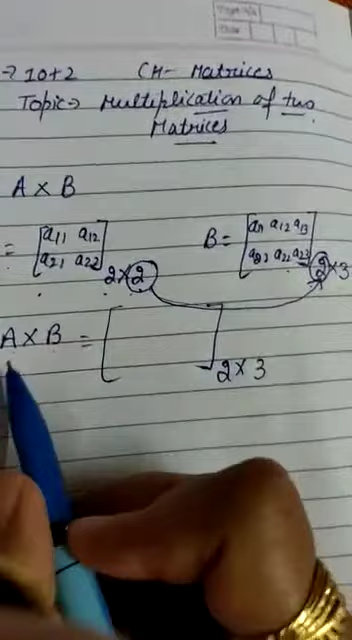 → 10+2 CH- Matrices
Topic→ Multiplication of two
Matrices
A × B
= [a11 a12 B = [a11 a12 a13
a21 a22] 2×2 a21 a22 a23] 2×3
A × B = [ ] 2×3